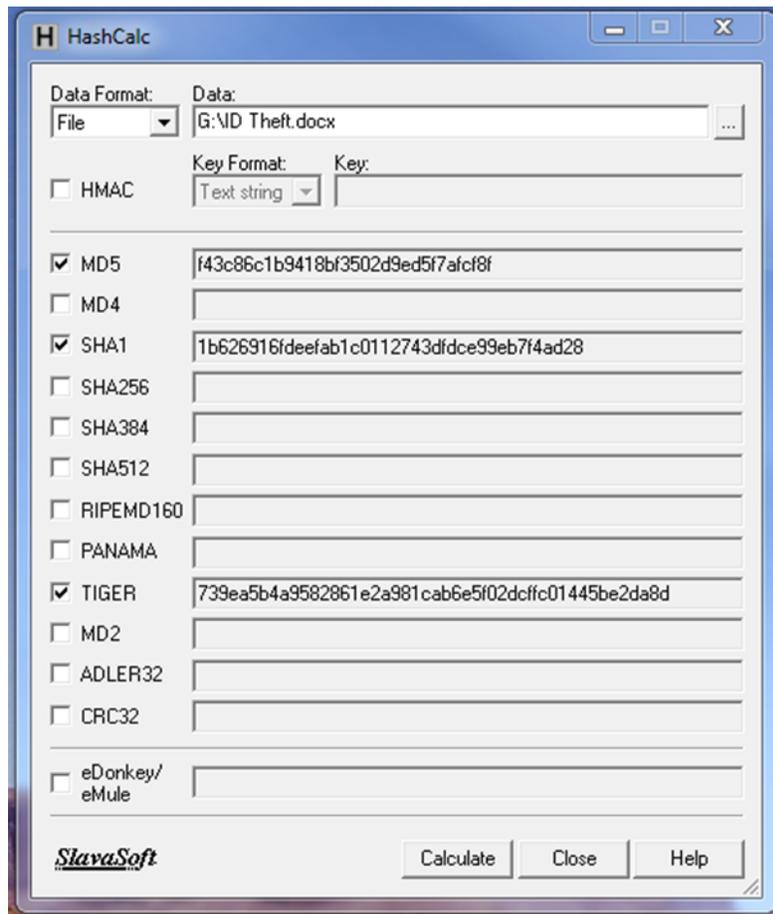 HashCalc
Data Format: Data:
File G:\ID Theft.docx ...
Key Format: Key:
HMAC Text string
MD5 f43c86c1b9418bf3502d9ed5f7afcf8f
MD4
SHA1 1b626916fdeefab1c0112743dfdce99eb7f4ad28
SHA256
SHA384
SHA512
RIPEMD160
PANAMA
TIGER 739ea5b4a9582861e2a981cab6e5f02dcffc01445be2da8d
MD2
ADLER32
CRC32
eDonkey/
eMule
SlavaSoft Calculate Close Help